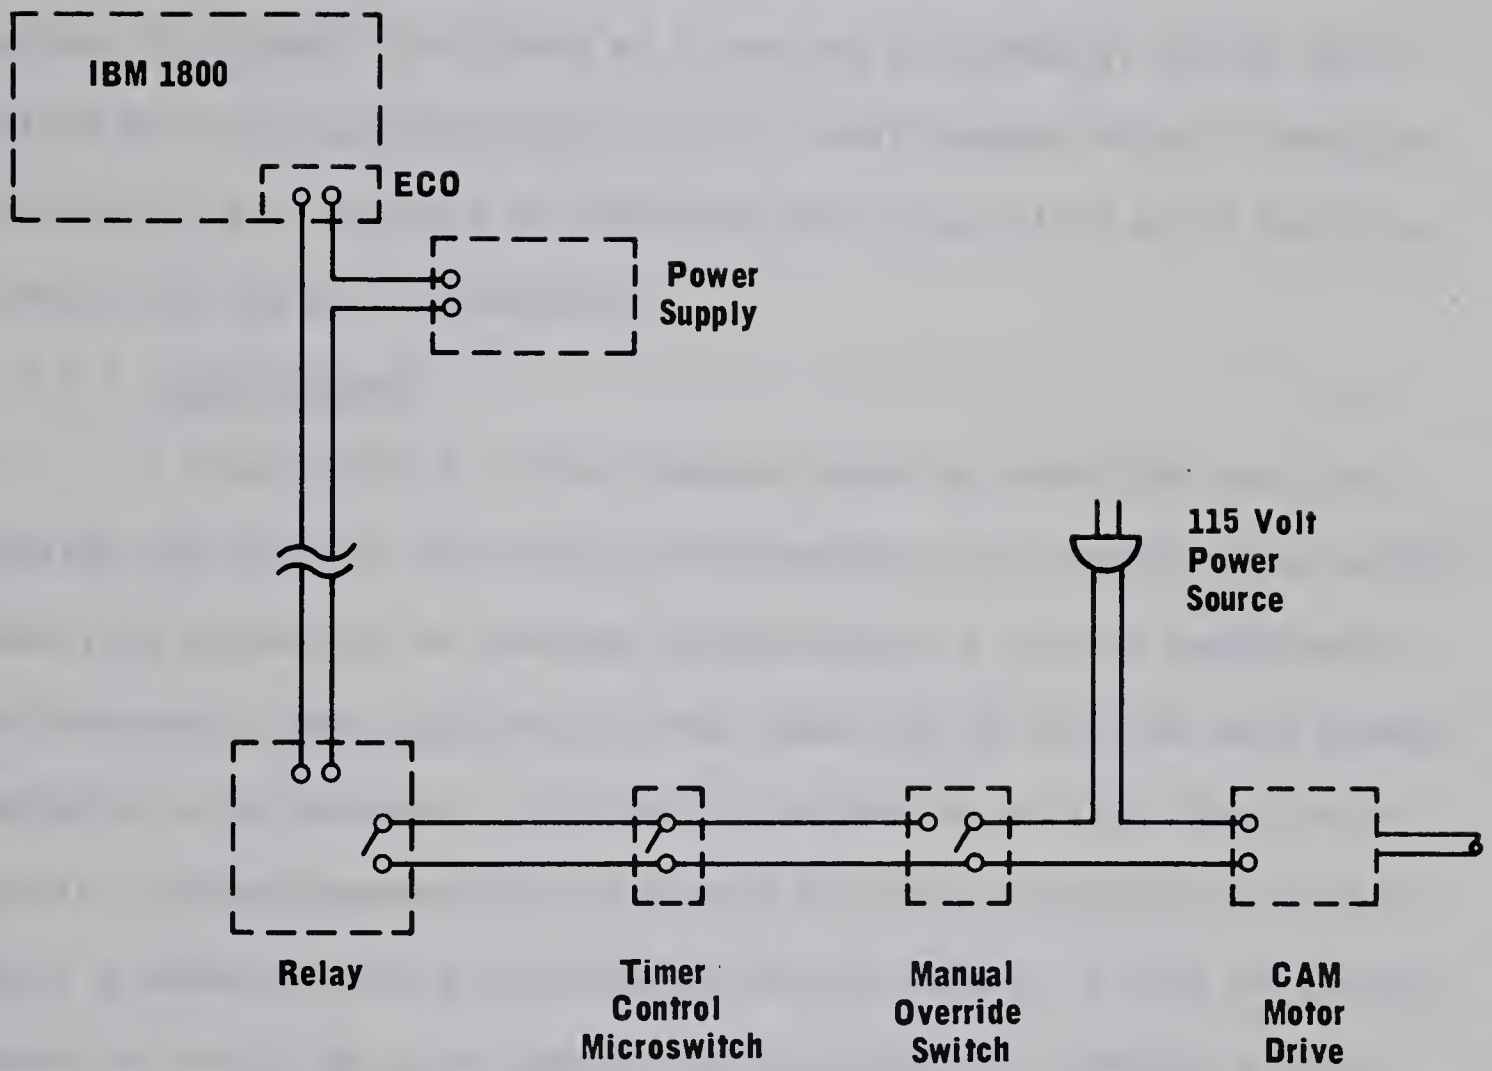 IBM 1800
ECO
Power
Supply
115 Volt
Power
Source
Relay
Timer
Control
Microswitch
Manual
Override
Switch
CAM
Motor
Drive